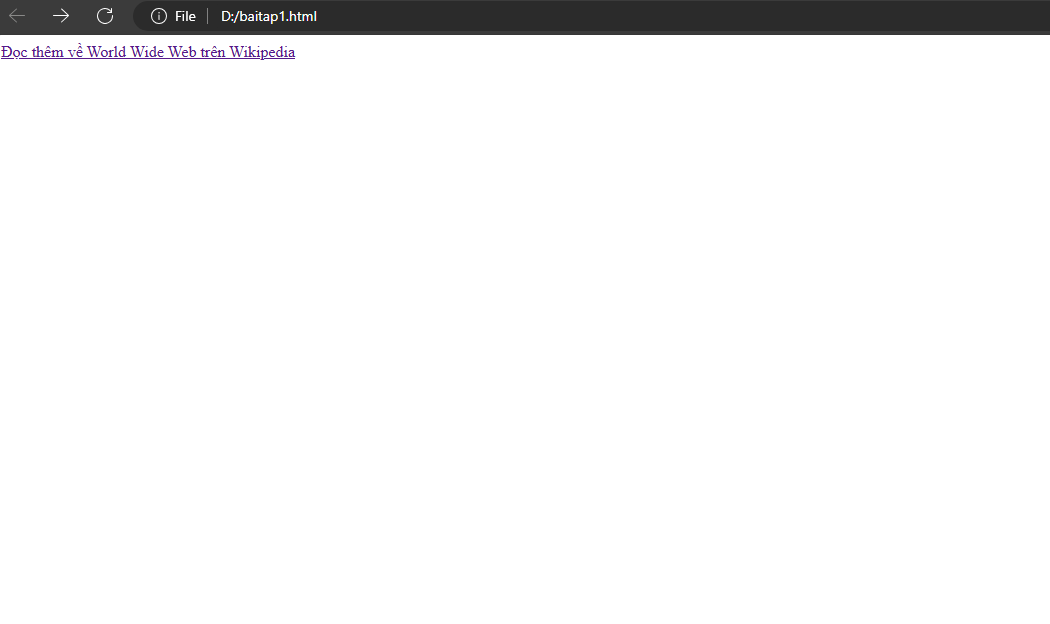 File D:/baitap1.html
Đọc thêm về World Wide Web trên Wikipedia